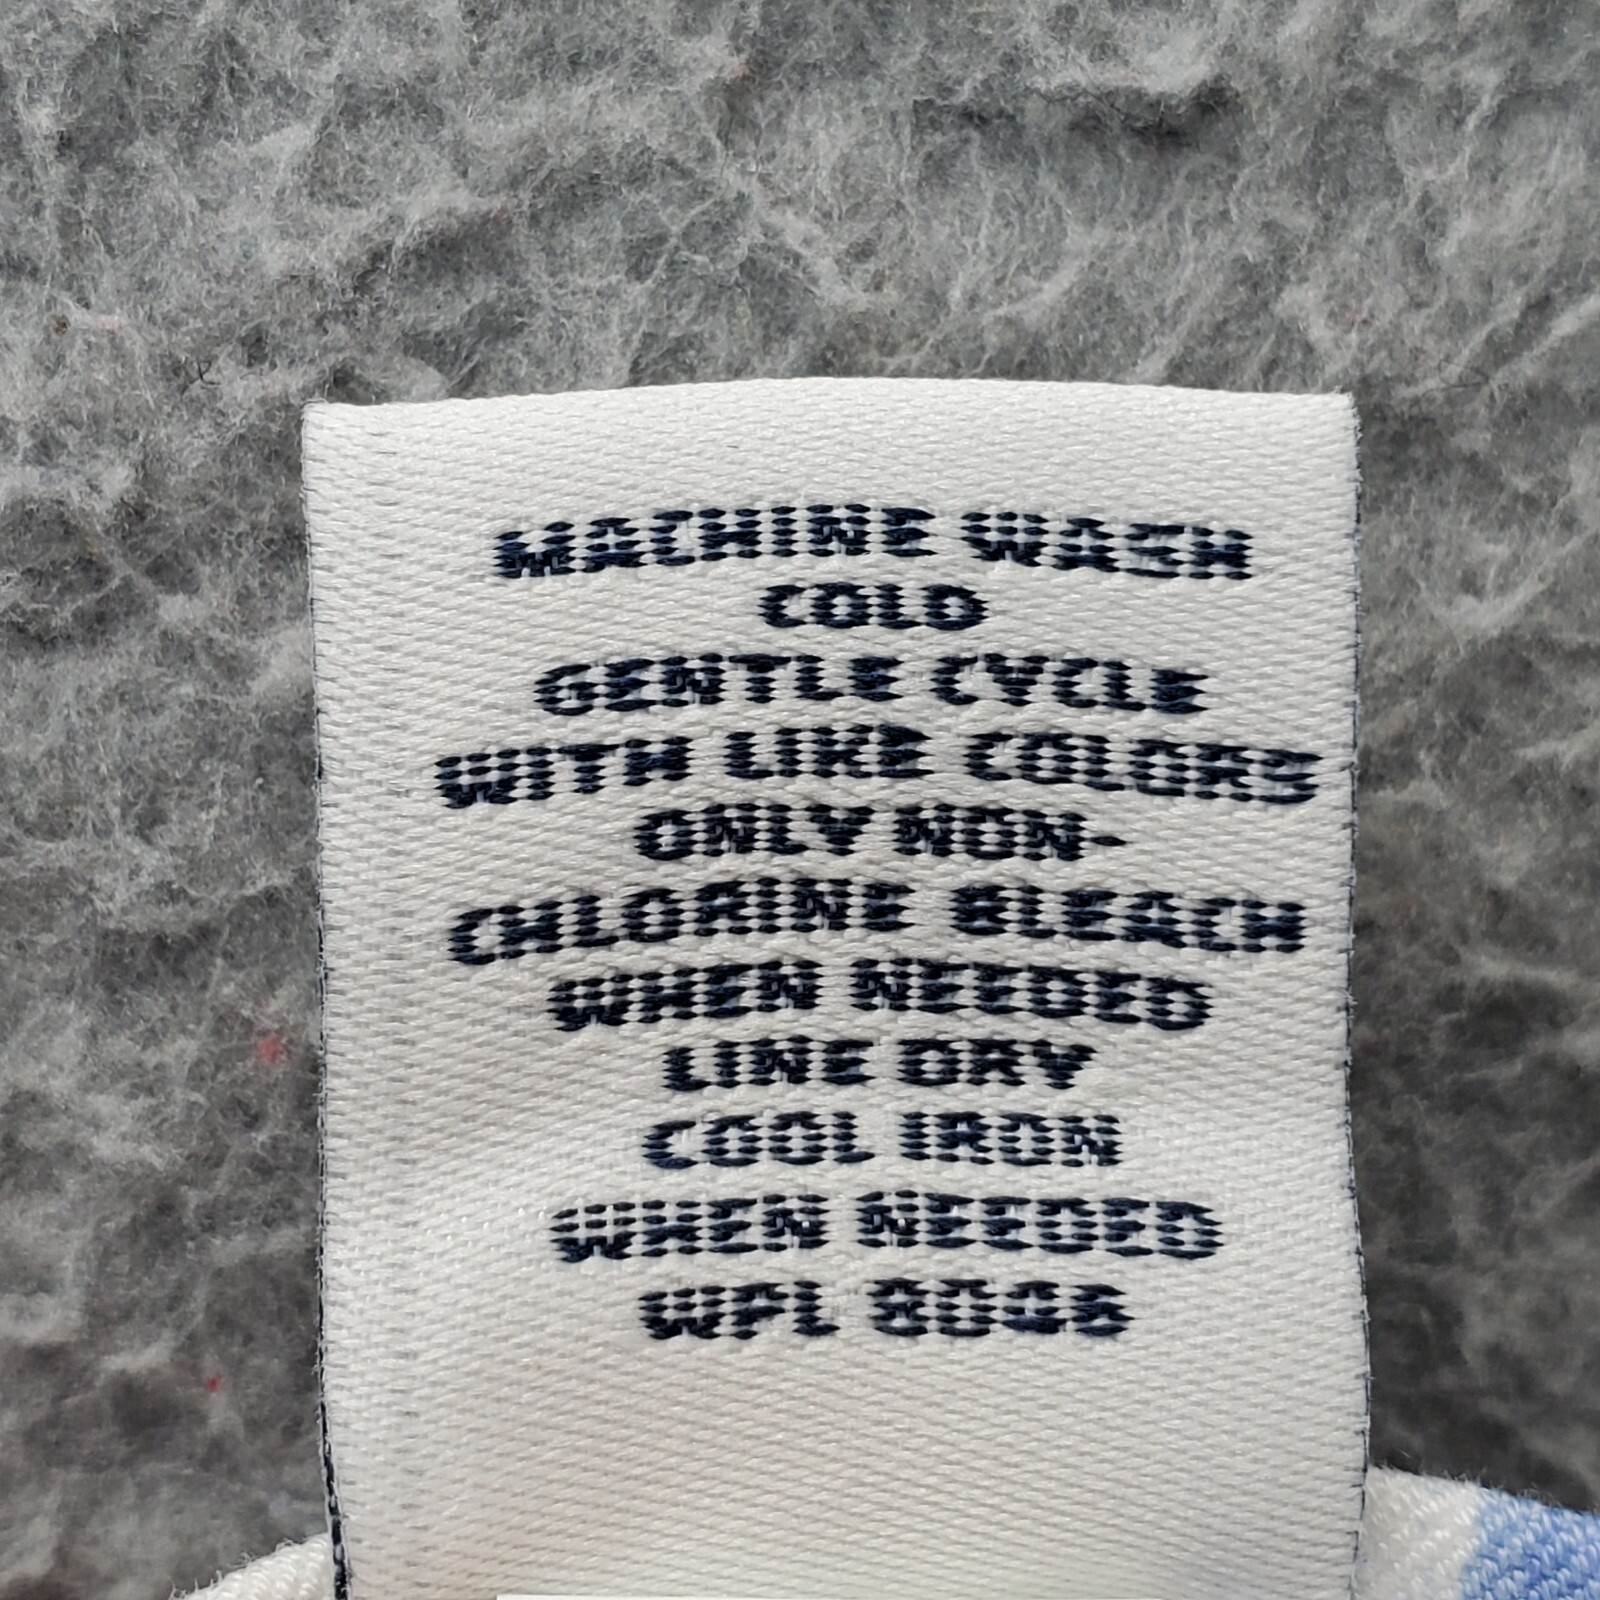 MACHINE WASH
COLD
GENTLE CYCLE
WITH LIKE COLORS
ONLY NON-
CHLORINE BLEACH
WHEN NEEDED
LINE DRY
COOL IRON
WHEN NEEDED
WPL 8046